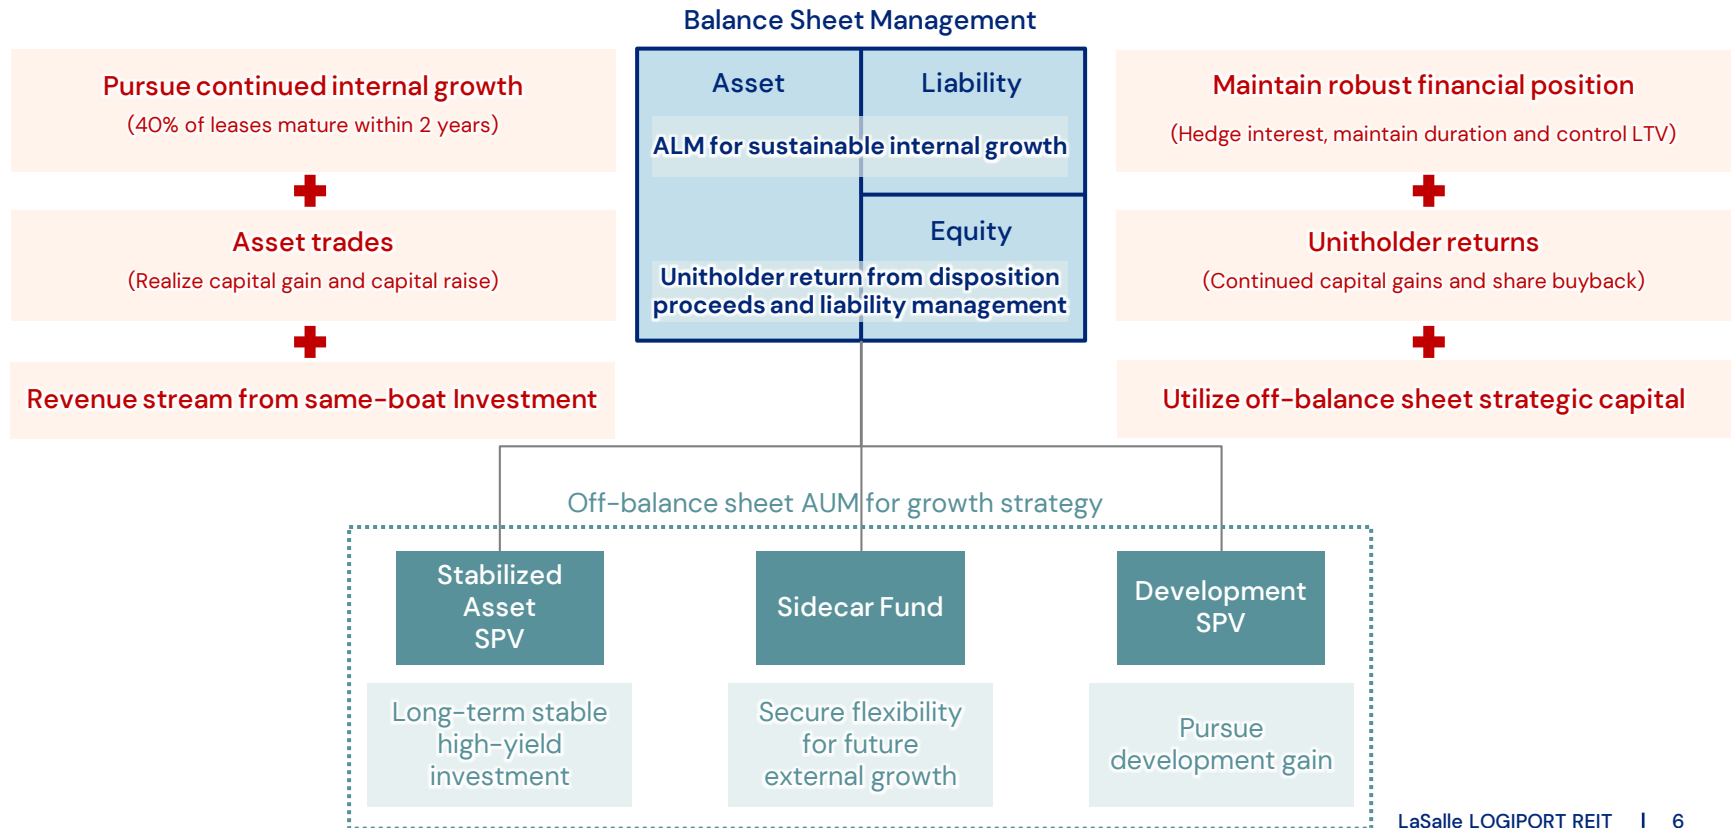 Balance Sheet Management
Pursue continued internal growth
(40% of leases mature within 2 years)
Asset trades
(Realize capital gain and capital raise)
Revenue stream from same-boat Investment
Asset
Liability
ALM for sustainable internal growth
Equity
Unitholder return from disposition
proceeds and liability management
Maintain robust financial position
(Hedge interest, maintain duration and control LTV)
Unitholder returns
(Continued capital gains and share buyback)
Utilize off-balance sheet strategic capital
Off-balance sheet AUM for growth strategy
Stabilized
Asset
SPV
Long-term stable
high-yield
investment
Sidecar Fund
Secure flexibility
for future
external growth
Development
SPV
Pursue
development gain
LaSalle LOGIPORT REIT | 6